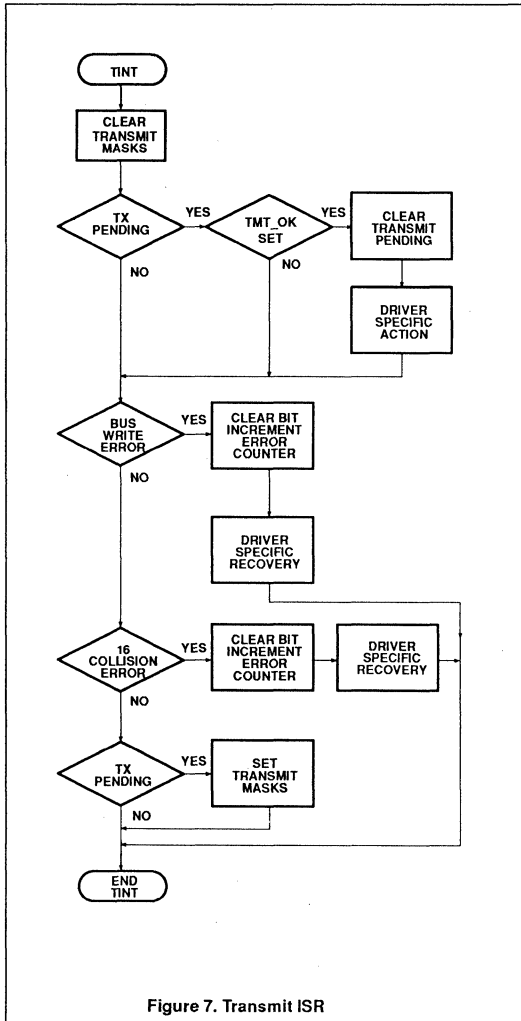 TINT
CLEAR
TRANSMIT
MASKS
TX
PENDING
YES
NO
TMT_OK
SET
YES
NO
CLEAR
TRANSMIT
PENDING
DRIVER
SPECIFIC
ACTION
BUS
WRITE
ERROR
YES
NO
CLEAR BIT
INCREMENT
ERROR
COUNTER
DRIVER
SPECIFIC
RECOVERY
16
COLLISION
ERROR
YES
NO
CLEAR BIT
INCREMENT
ERROR
COUNTER
DRIVER
SPECIFIC
RECOVERY
TX
PENDING
YES
NO
SET
TRANSMIT
MASKS
END
TINT
Figure 7. Transmit ISR